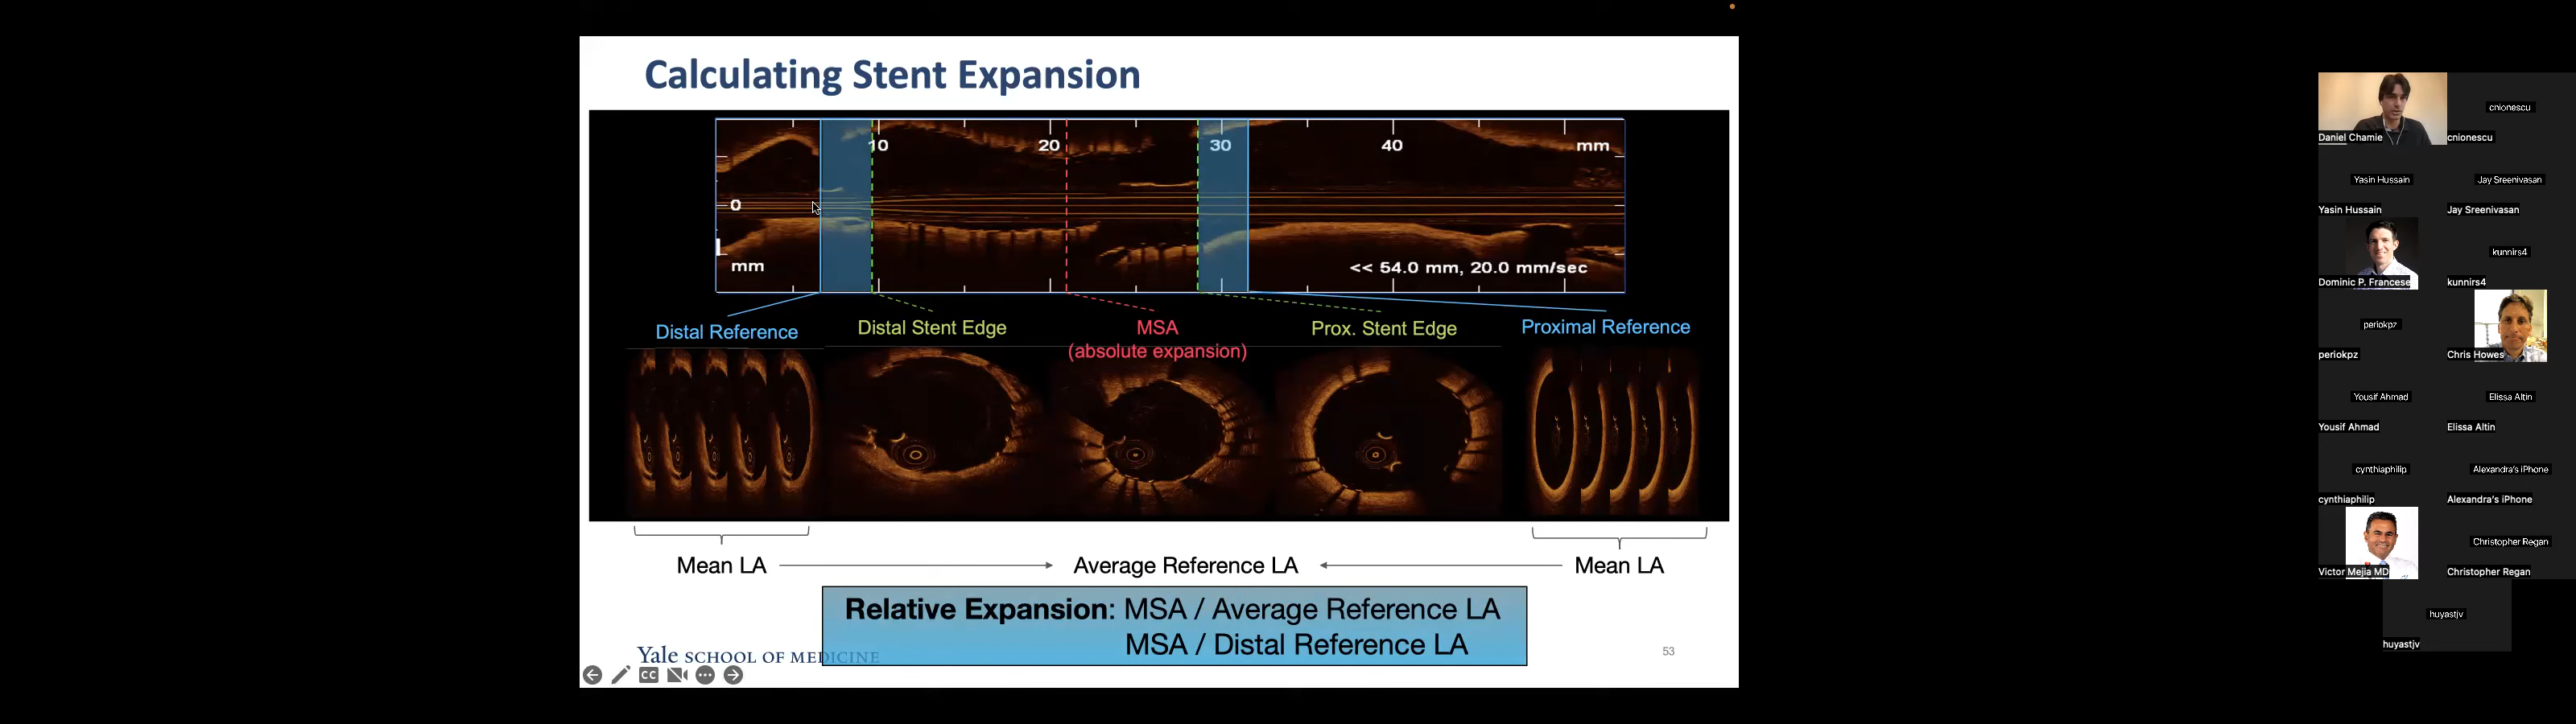 Calculating Stent Expansion
10 20 30 40 mm
0
mm
<< 54.0 mm, 20.0 mm/sec
Distal Reference
Distal Stent Edge
MSA
(absolute expansion)
Prox. Stent Edge
Proximal Reference
Mean LA
Average Reference LA
Mean LA
Relative Expansion: MSA / Average Reference LA
MSA / Distal Reference LA
Yale SCHOOL OF MEDICINE
53
CC
Daniel Chamie
cnionescu
cnionescu
Yasin Hussain
Yasin Hussain
Jay Sreenivasan
Jay Sreenivasan
Dominic P. Francese
kunnirs4
kunnirs4
periokpz
periokpz
Chris Howes
Yousif Ahmad
Yousif Ahmad
Elissa Altin
Elissa Altin
cynthiaphilip
cynthiaphilip
Alexandra's iPhone
Alexandra's iPhone
Victor Mejia MD
Christopher Regan
Christopher Regan
huyastjv
huyastjv